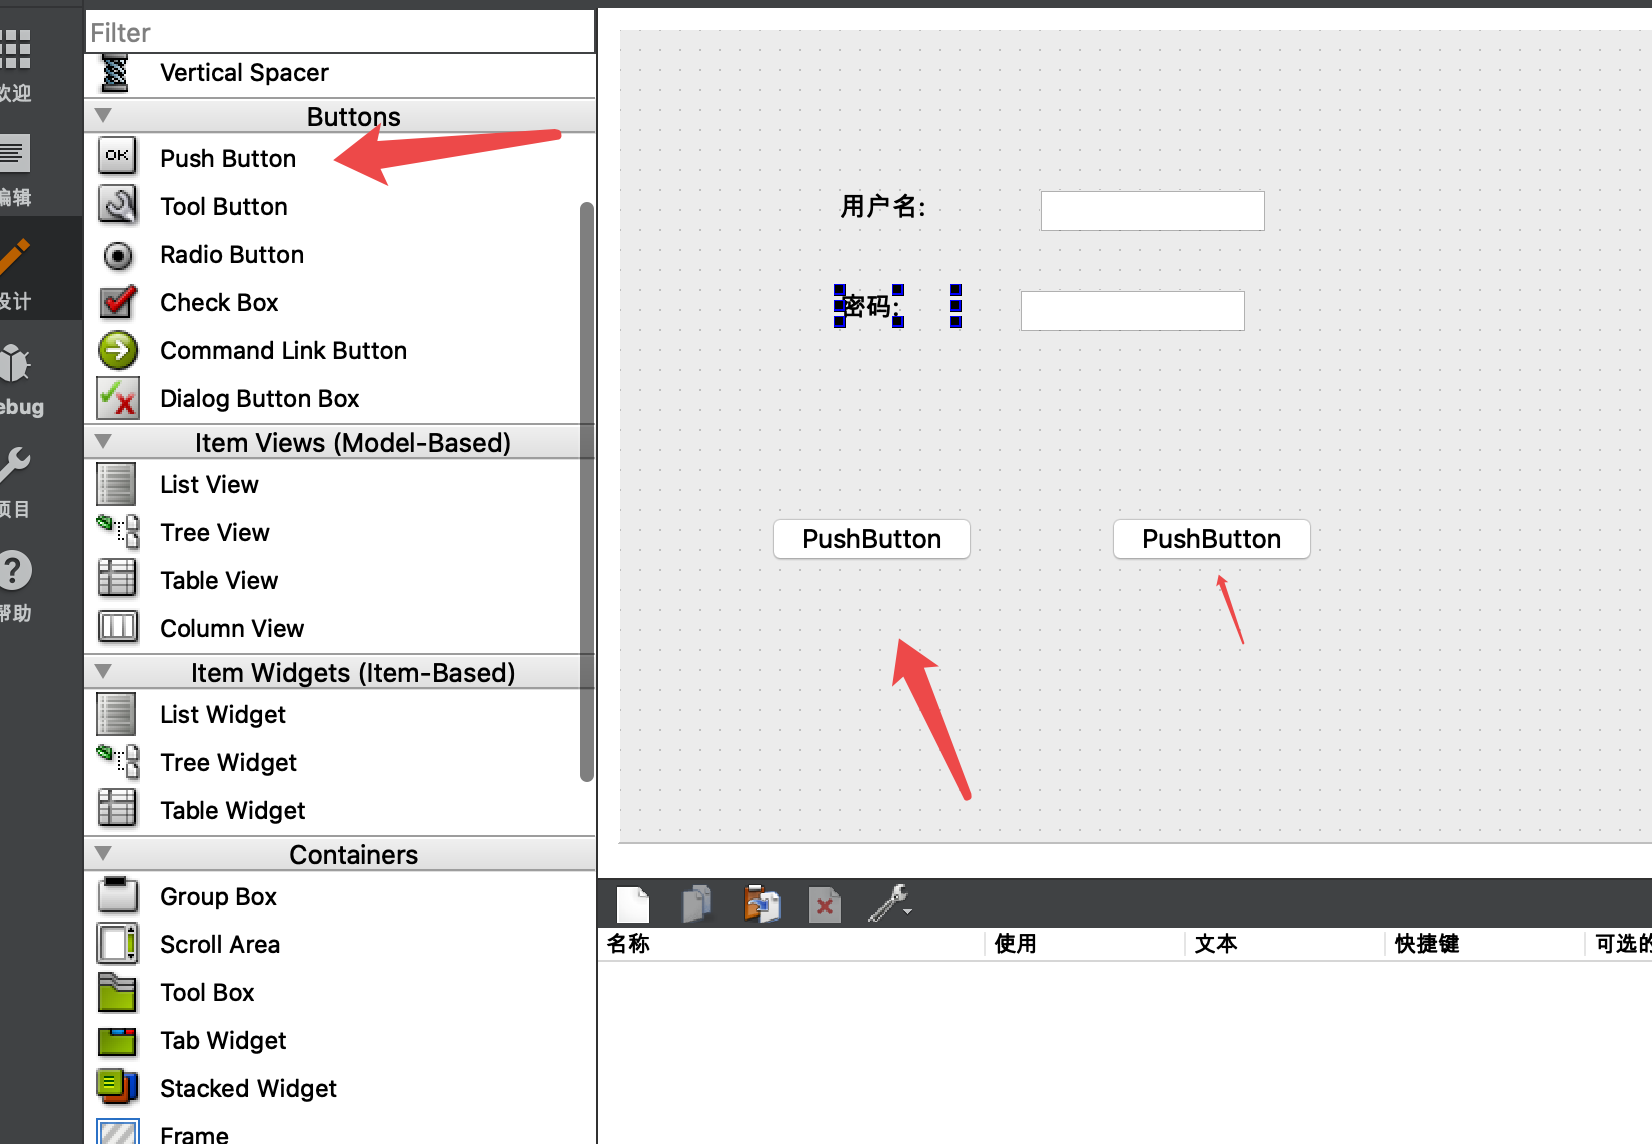 欢迎
编辑
设计
ebug
项目
帮助
Filter
Vertical Spacer
Buttons
OK
Push Button
Tool Button
Radio Button
Check Box
Command Link Button
Dialog Button Box
Item Views (Model-Based)
List View
Tree View
Table View
Column View
Item Widgets (Item-Based)
List Widget
Tree Widget
Table Widget
Containers
Group Box
Scroll Area
Tool Box
Tab Widget
Stacked Widget
Frame
用户名:
密码:
PushButton PushButton
名称 使用 文本 快捷键 可选的